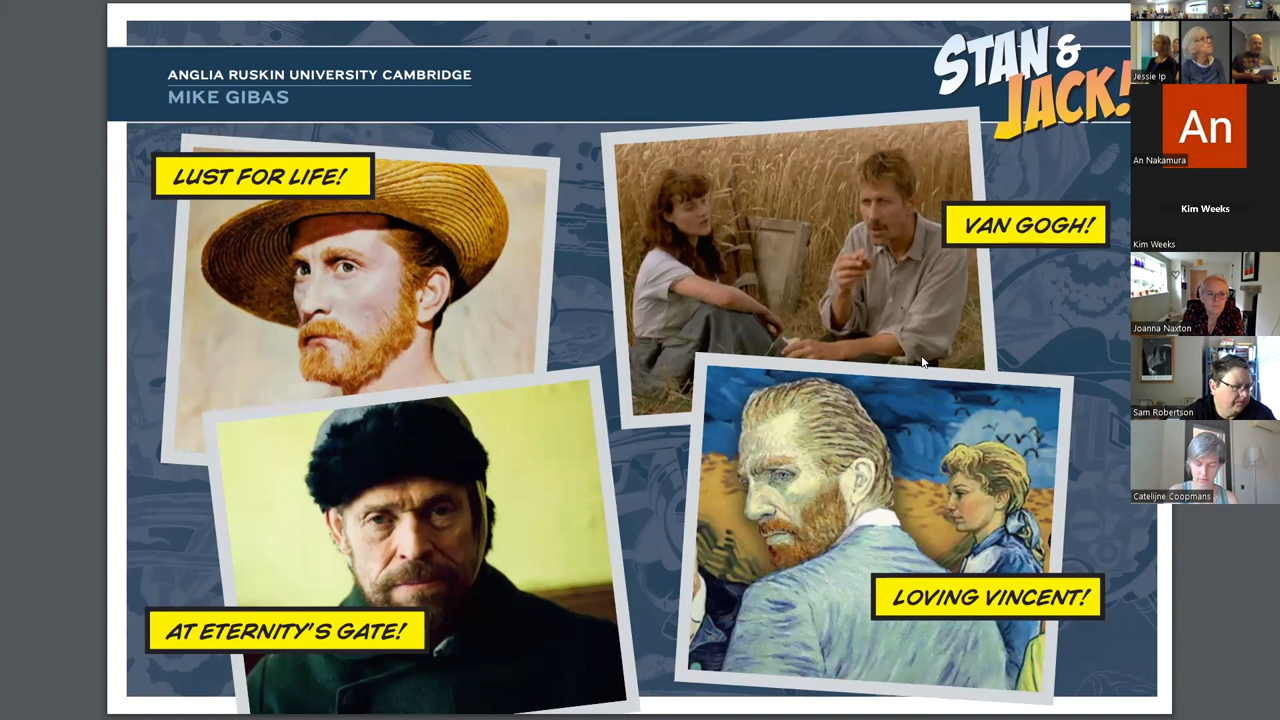 ANGLIA RUSKIN UNIVERSITY CAMBRIDGE
MIKE GIBAS
STAN &
JACK!
LUST FOR LIFE!
VAN GOGH!
AT ETERNITY'S GATE!
LOVING VINCENT!
Jessie Ip
An
An Nakamura
Kim Weeks
Kim Weeks
Joanna Naxton
Sam Robertson
Catelijne Coopmans